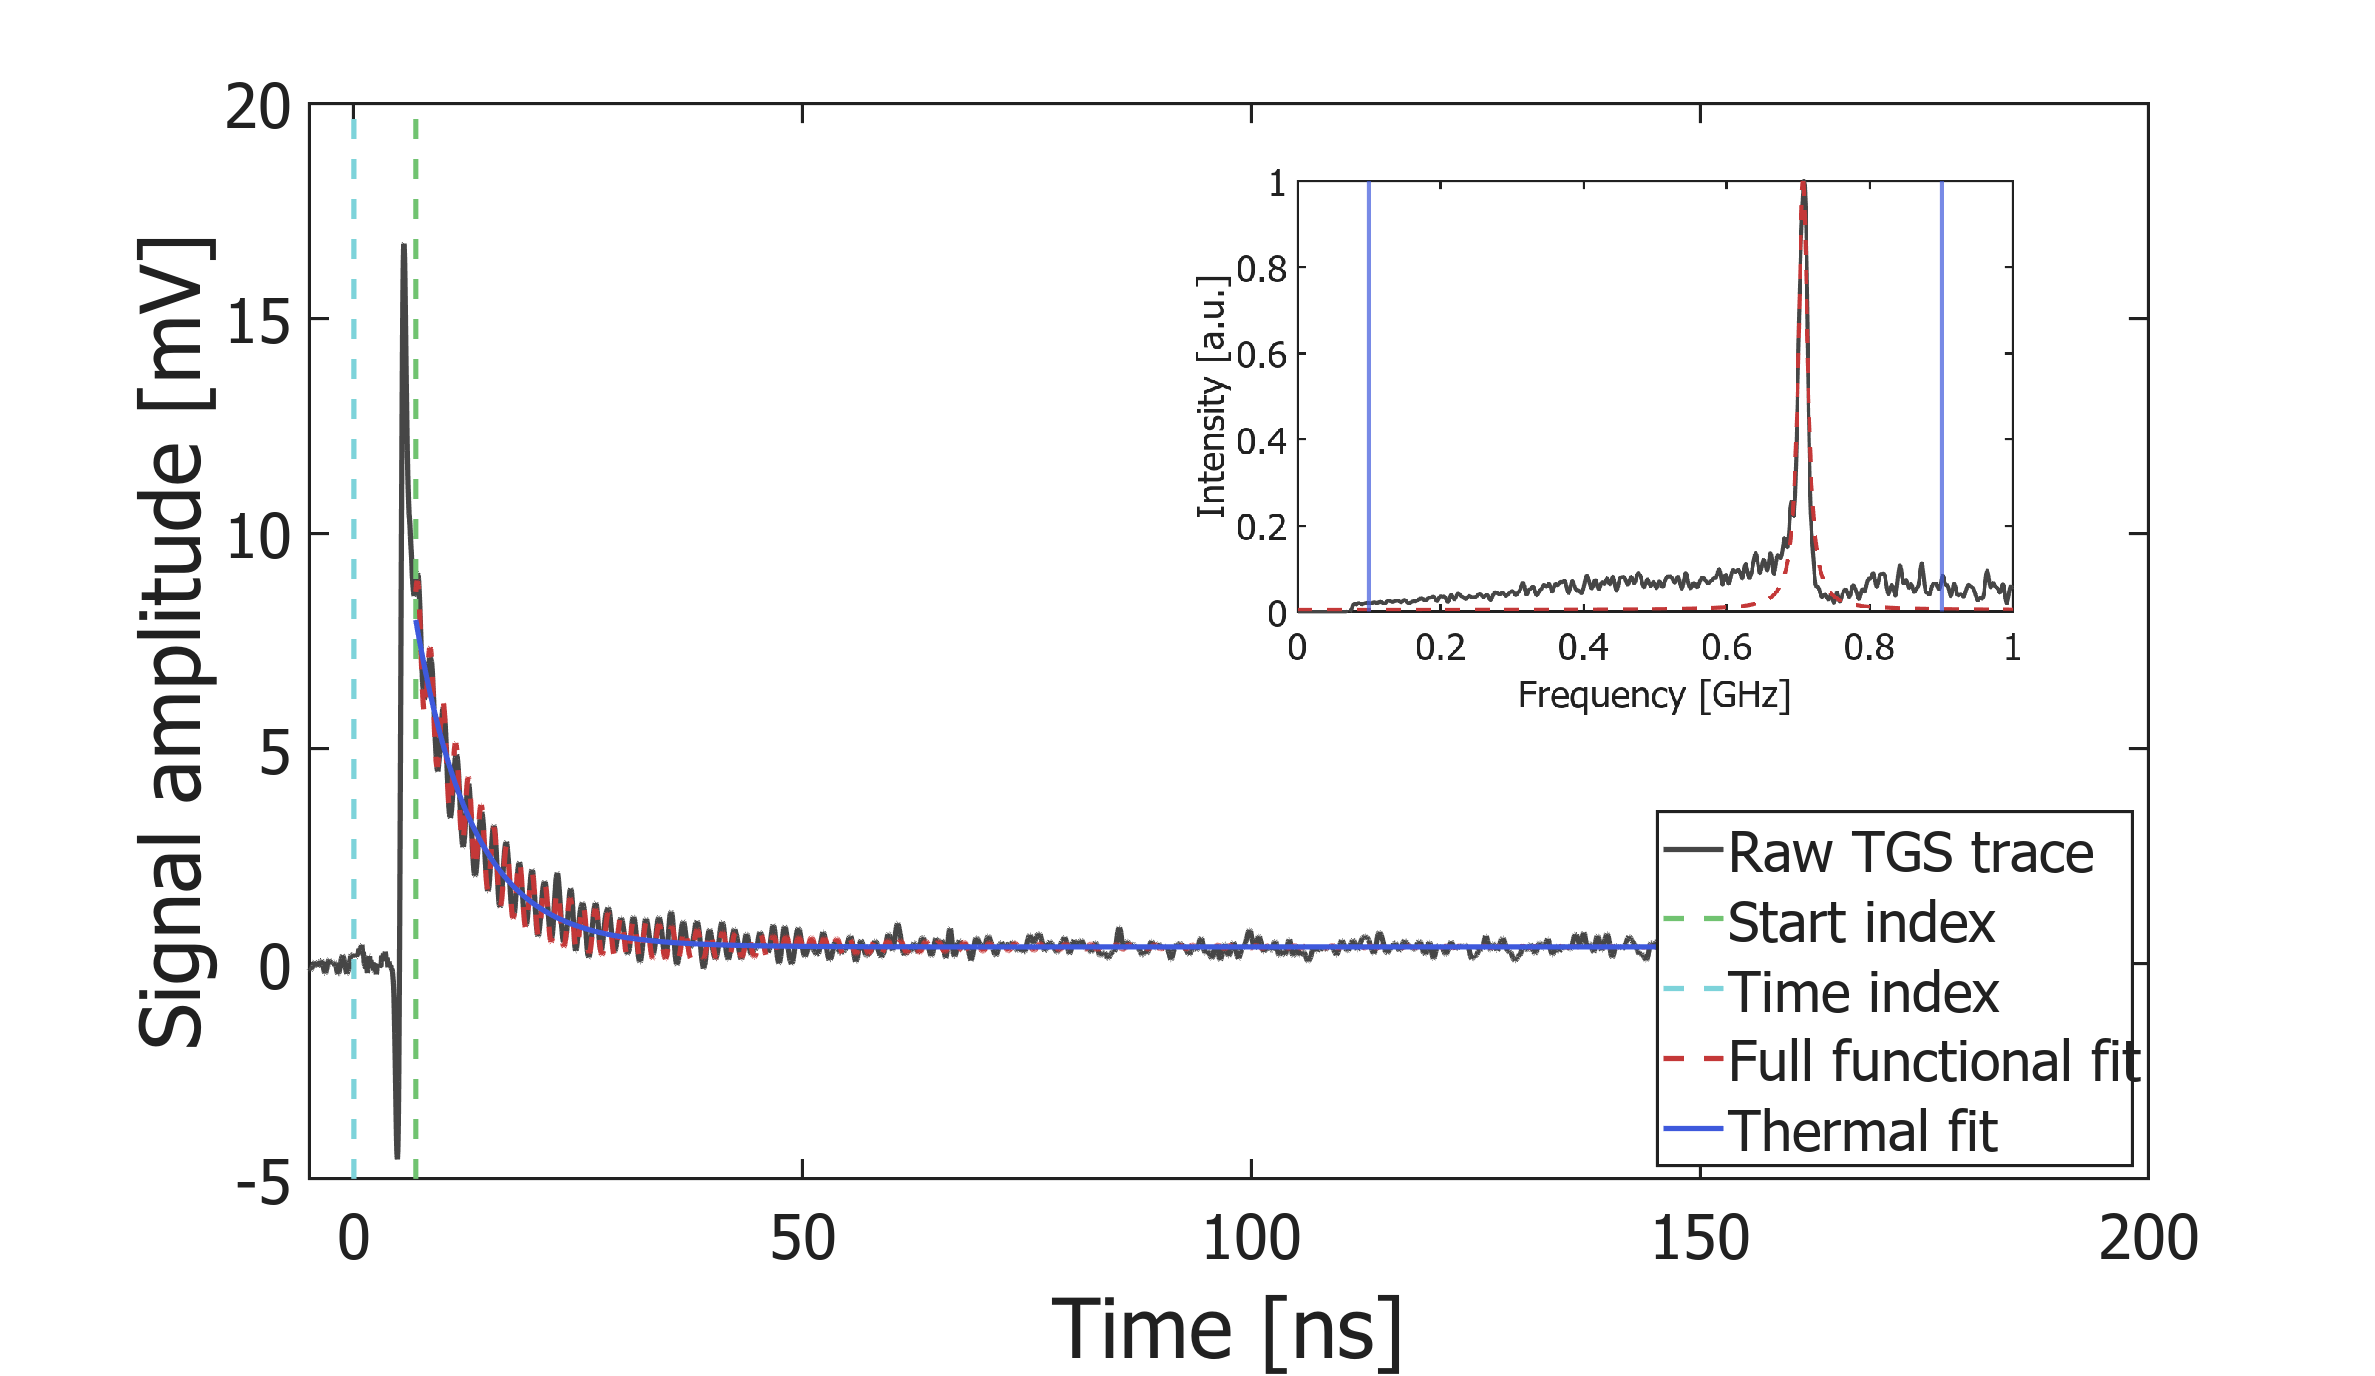 20
15
10
5
0
-5
Signal amplitude [mV]
0
50
100
150
200
Time [ns]
1
0.8
0.6
0.4
0.2
0
Intensity [a.u.]
0
0.2
0.4
0.6
0.8
1
Frequency [GHz]
Raw TGS trace
Start index
Time index
Full functional fit
Thermal fit